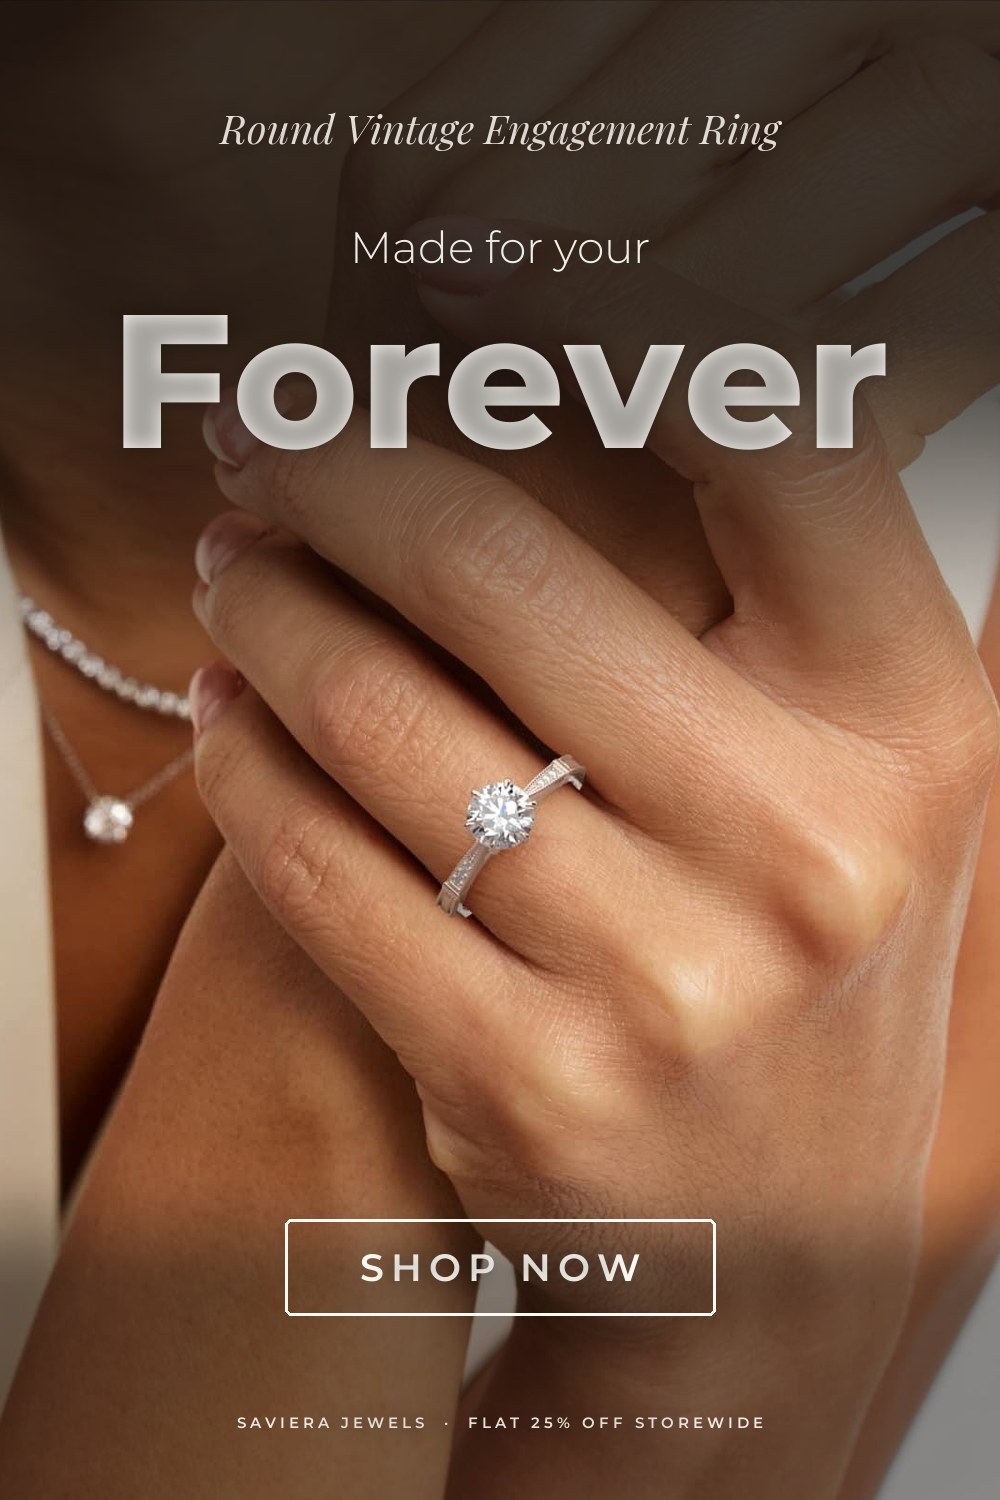 Round Vintage Engagement Ring
Made for your
Forever
SHOP NOW
SAVIERA JEWELS · FLAT 25% OFF STOREWIDE